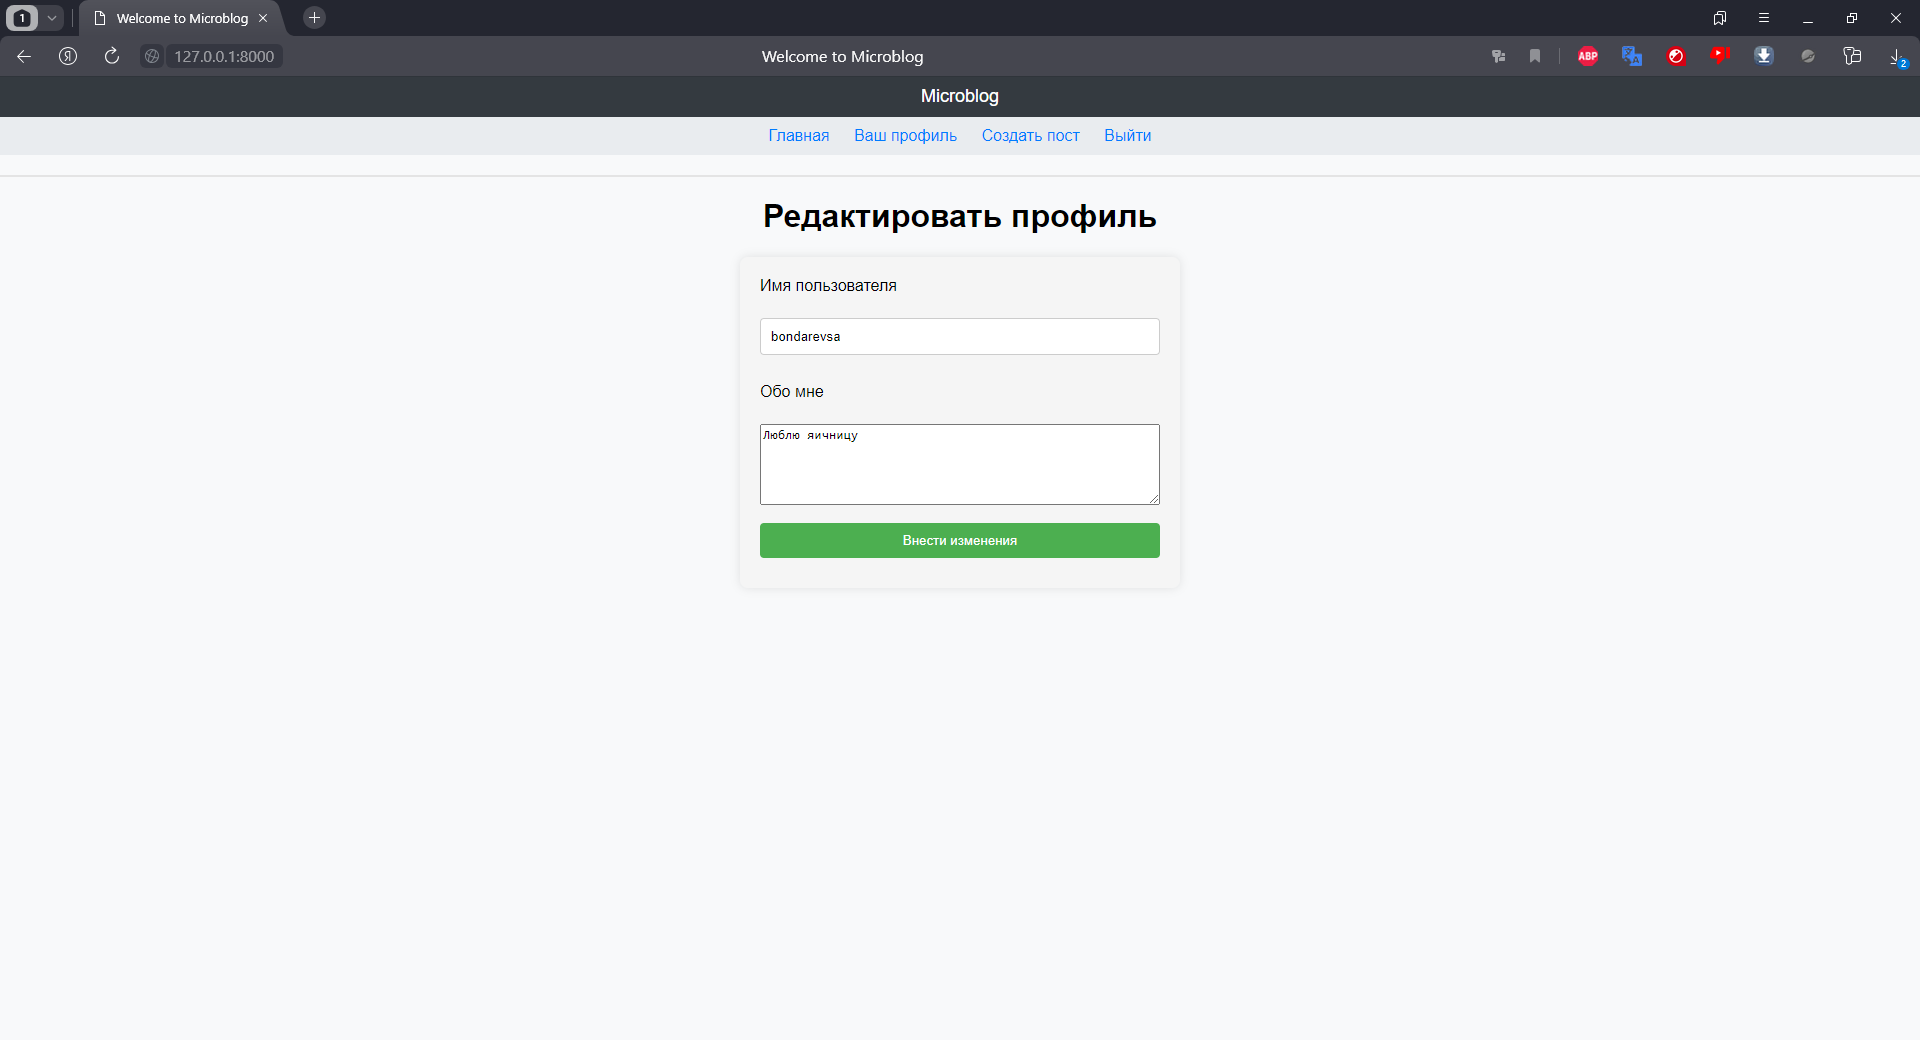 1
Welcome to Microblog
Я
127.0.0.1:8000
Welcome to Microblog
ABP
2
Microblog
Главная Ваш профиль Создать пост Выйти
Редактировать профиль
Имя пользователя
bondarevsa
Обо мне
Люблю яичницу
Внести изменения